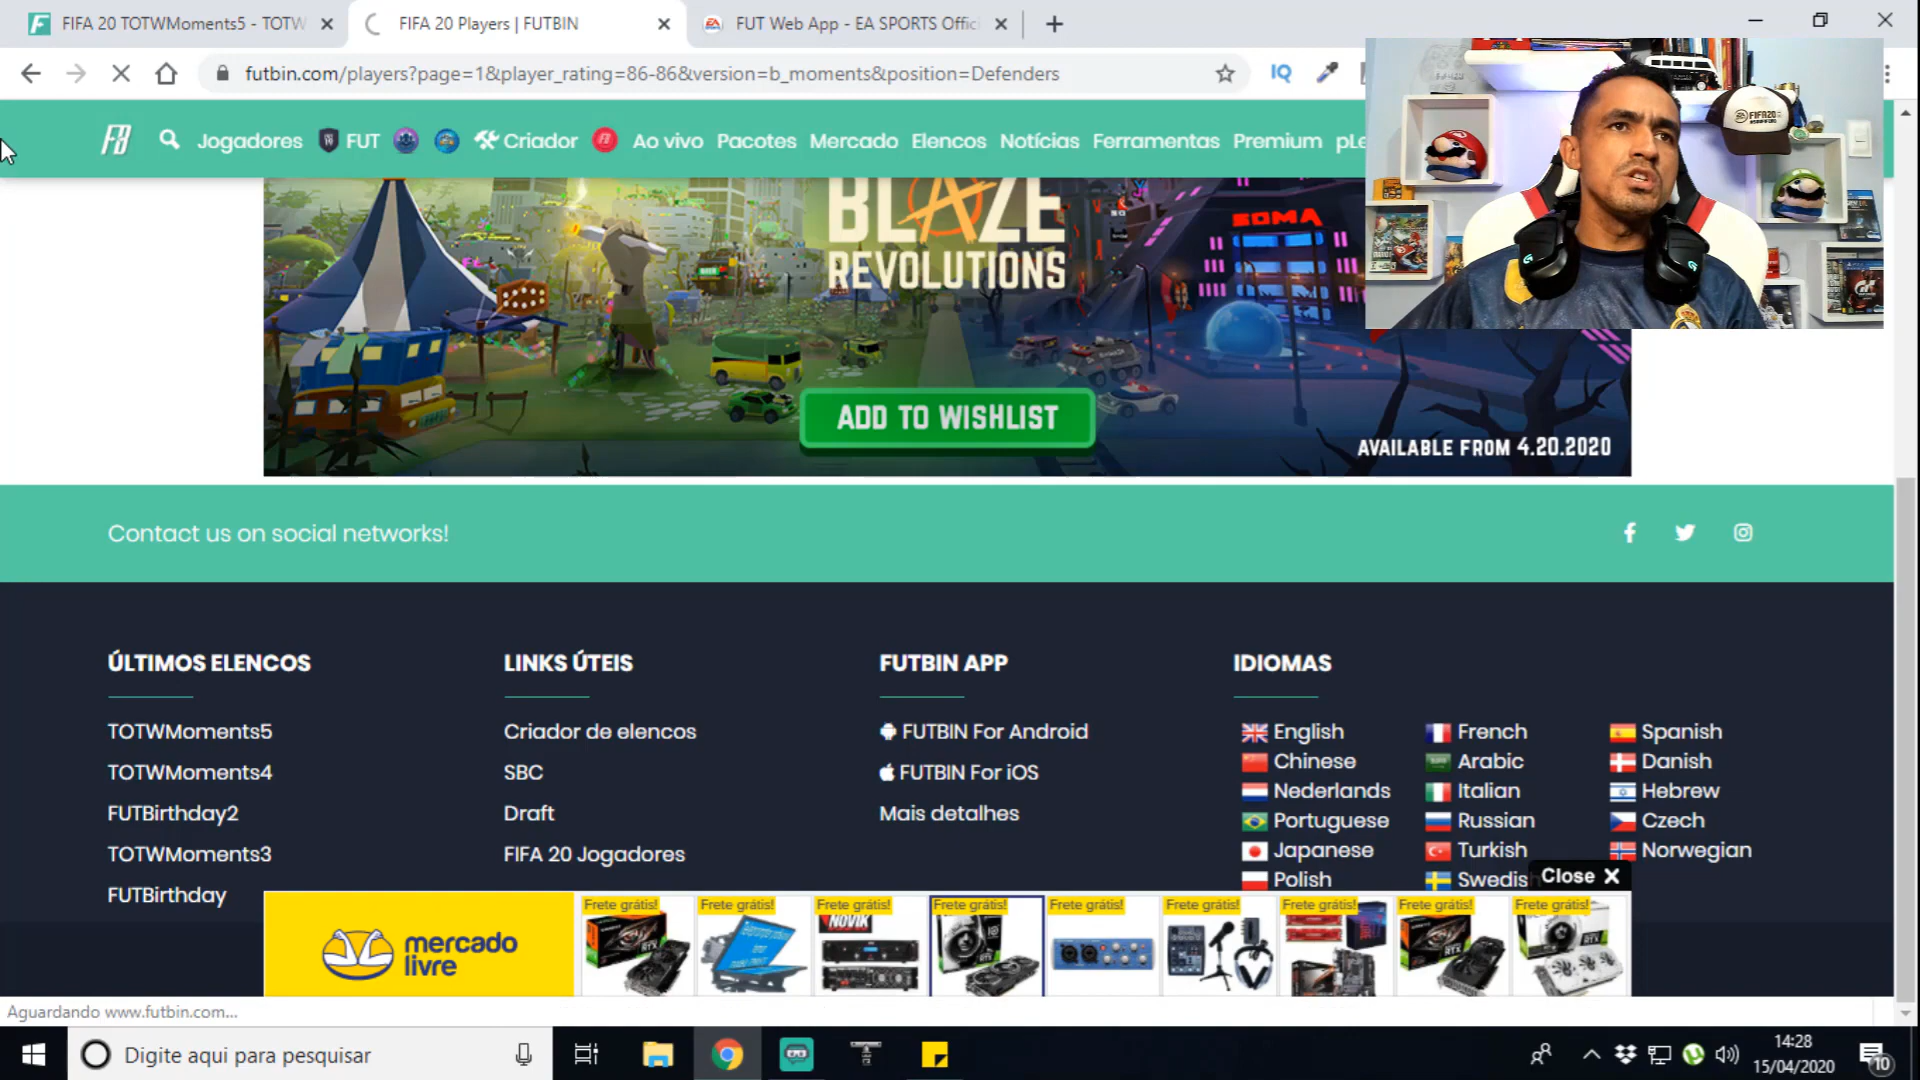 FIFA 20 TOTWMoments5 - TOTW
FIFA 20 Players | FUTBIN
FUT Web App - EA SPORTS Offic
futbin.com/players?page=1&player_rating=86-86&version=b_moments&position=Defenders
IQ
Jogadores
FUT
Criador
Ao vivo
Pacotes
Mercado
Elencos
Notícias
Ferramentas
Premium
pLe
FIFA20
BLAZE
REVOLUTIONS
SOMA
ADD TO WISHLIST
AVAILABLE FROM 4.20.2020
Contact us on social networks!
ÚLTIMOS ELENCOS
TOTWMoments5
TOTWMoments4
FUTBirthday2
TOTWMoments3
FUTBirthday
LINKS ÚTEIS
Criador de elencos
SBC
Draft
FIFA 20 Jogadores
FUTBIN APP
FUTBIN For Android
FUTBIN For iOS
Mais detalhes
IDIOMAS
English
French
Spanish
Chinese
Arabic
Danish
Nederlands
Italian
Hebrew
Portuguese
Russian
Czech
Japanese
Turkish
Norwegian
Polish
Swedis
Close
mercado
livre
Frete grátis!
Frete grátis!
Frete grátis!
NOVIK
Frete grátis!
Frete grátis!
Frete grátis!
Frete grátis!
Frete grátis!
Frete grátis!
Aguardando www.futbin.com...
Digite aqui para pesquisar
14:28
15/04/2020
10